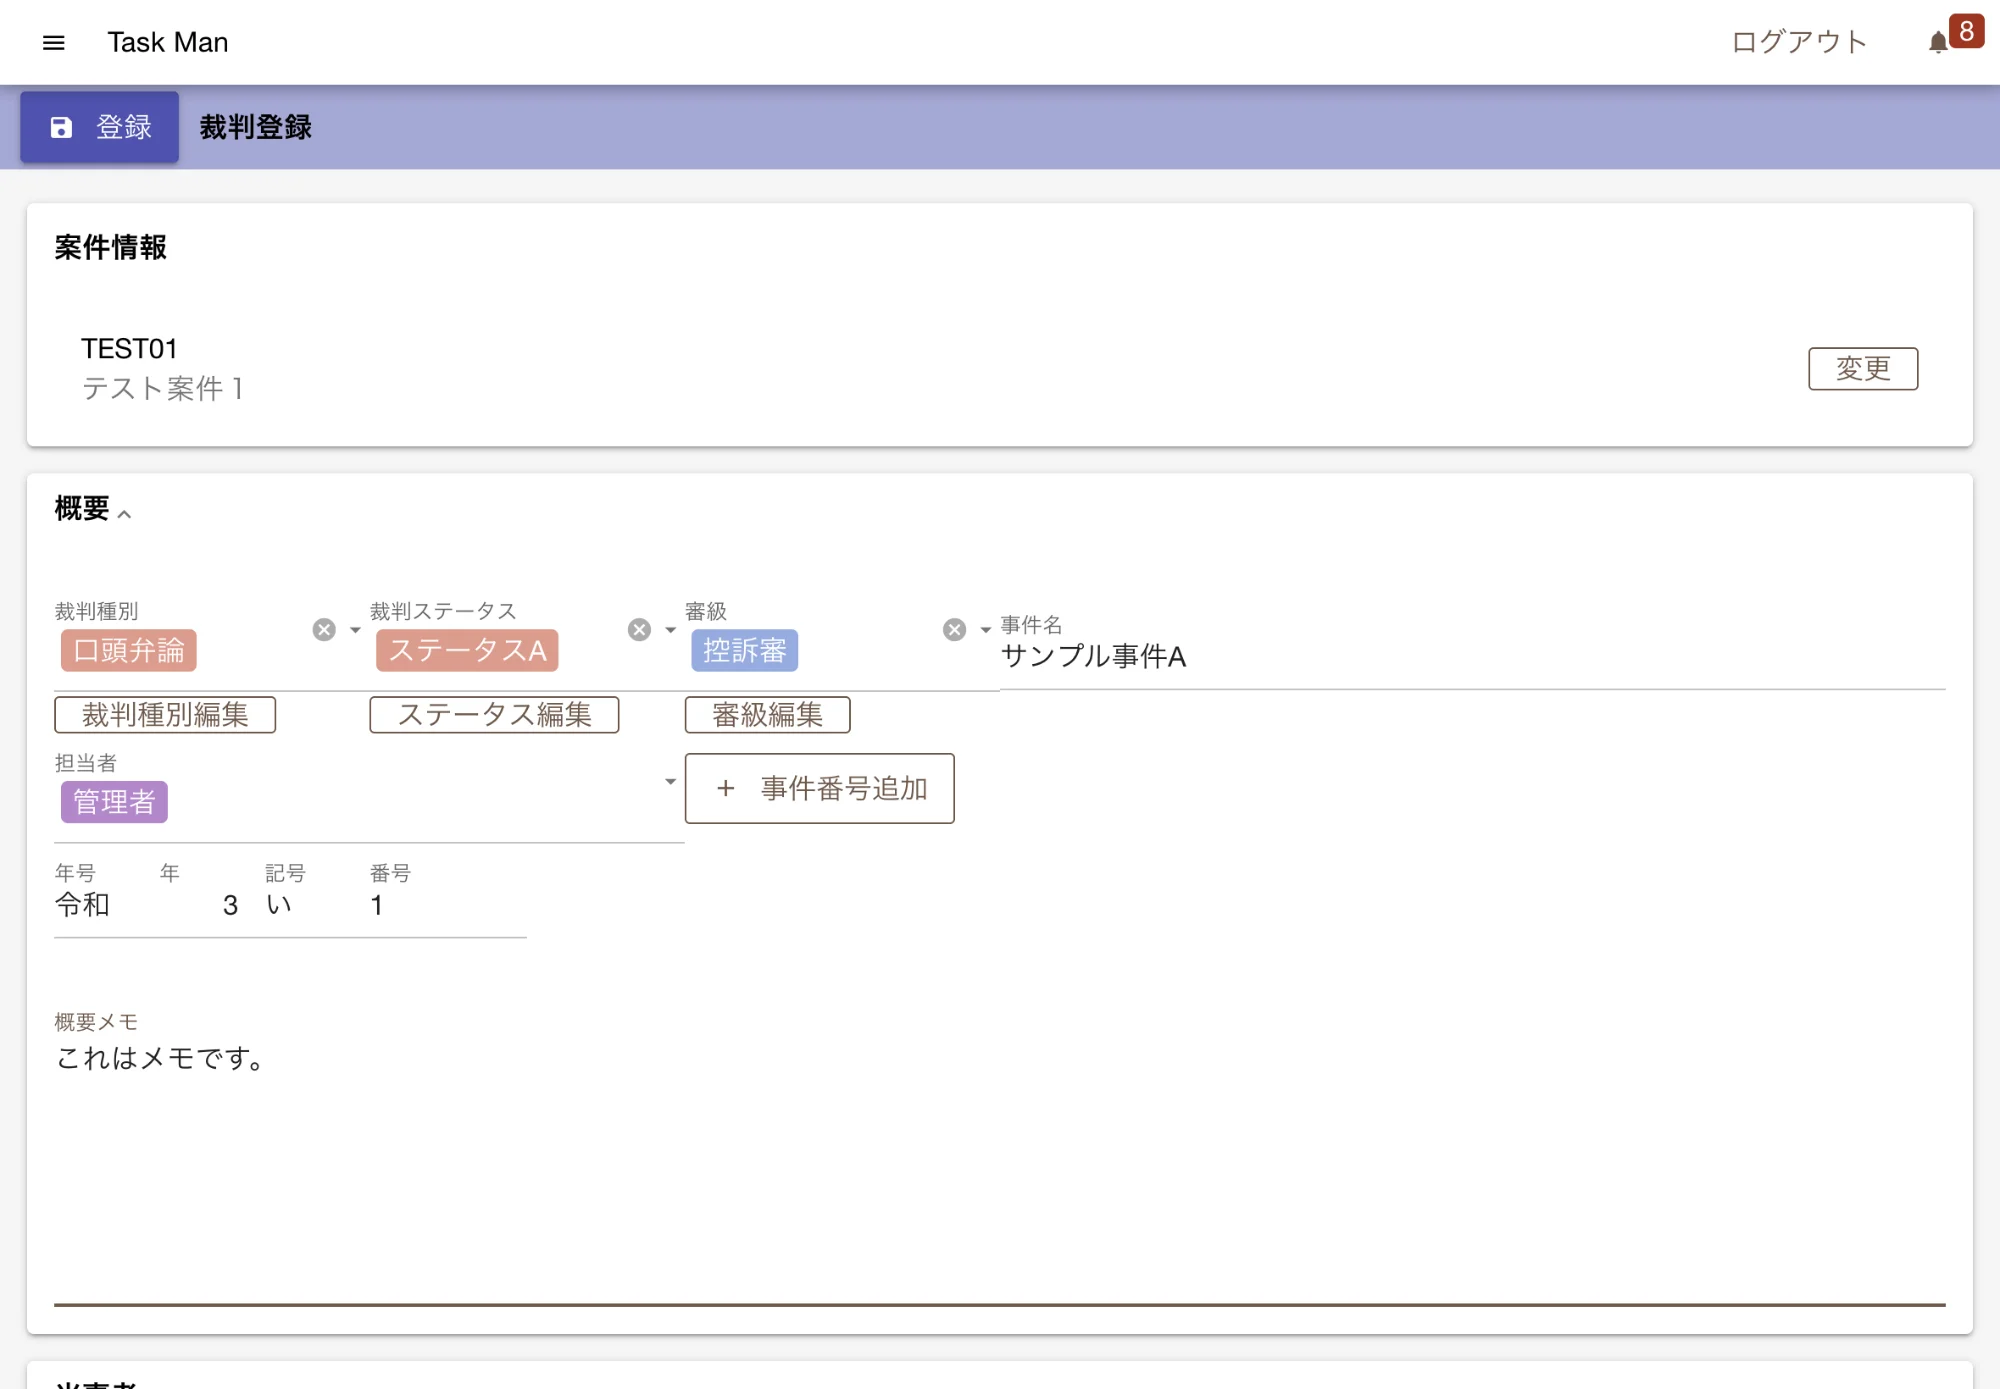 Task Man
ログアウト
8
登録
裁判登録
案件情報
TEST01
テスト案件1
変更
概要
裁判種別
裁判ステータス
審級
事件名
口頭弁論
ステータスA
控訴審
サンプル事件A
裁判種別編集
ステータス編集
審級編集
担当者
管理者
+ 事件番号追加
年号 年 記号 番号
令和 3 い 1
概要メモ
これはメモです。
当事者